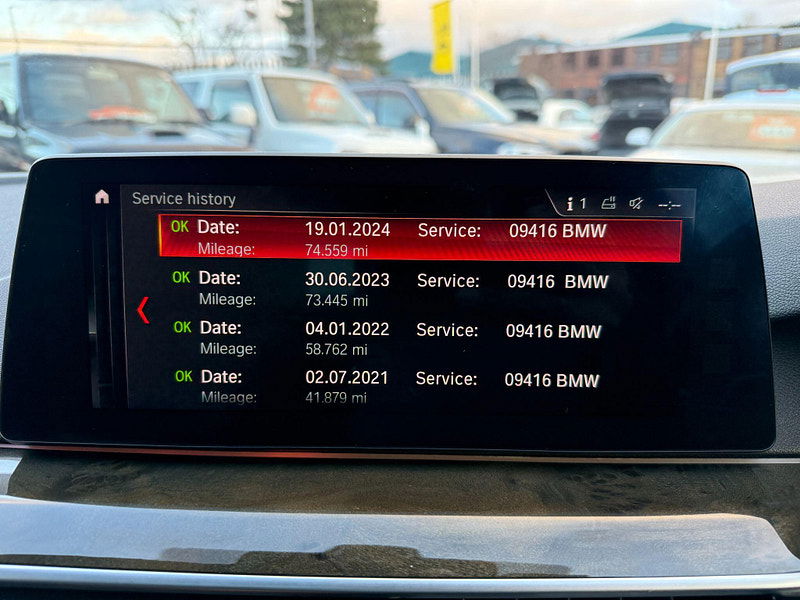 Service history
i 1 --:--
OK Date: 19.01.2024 Service: 09416 BMW
Mileage: 74.559 mi
OK Date: 30.06.2023 Service: 09416 BMW
Mileage: 73.445 mi
OK Date: 04.01.2022 Service: 09416 BMW
Mileage: 58.762 mi
OK Date: 02.07.2021 Service: 09416 BMW
Mileage: 41.879 mi